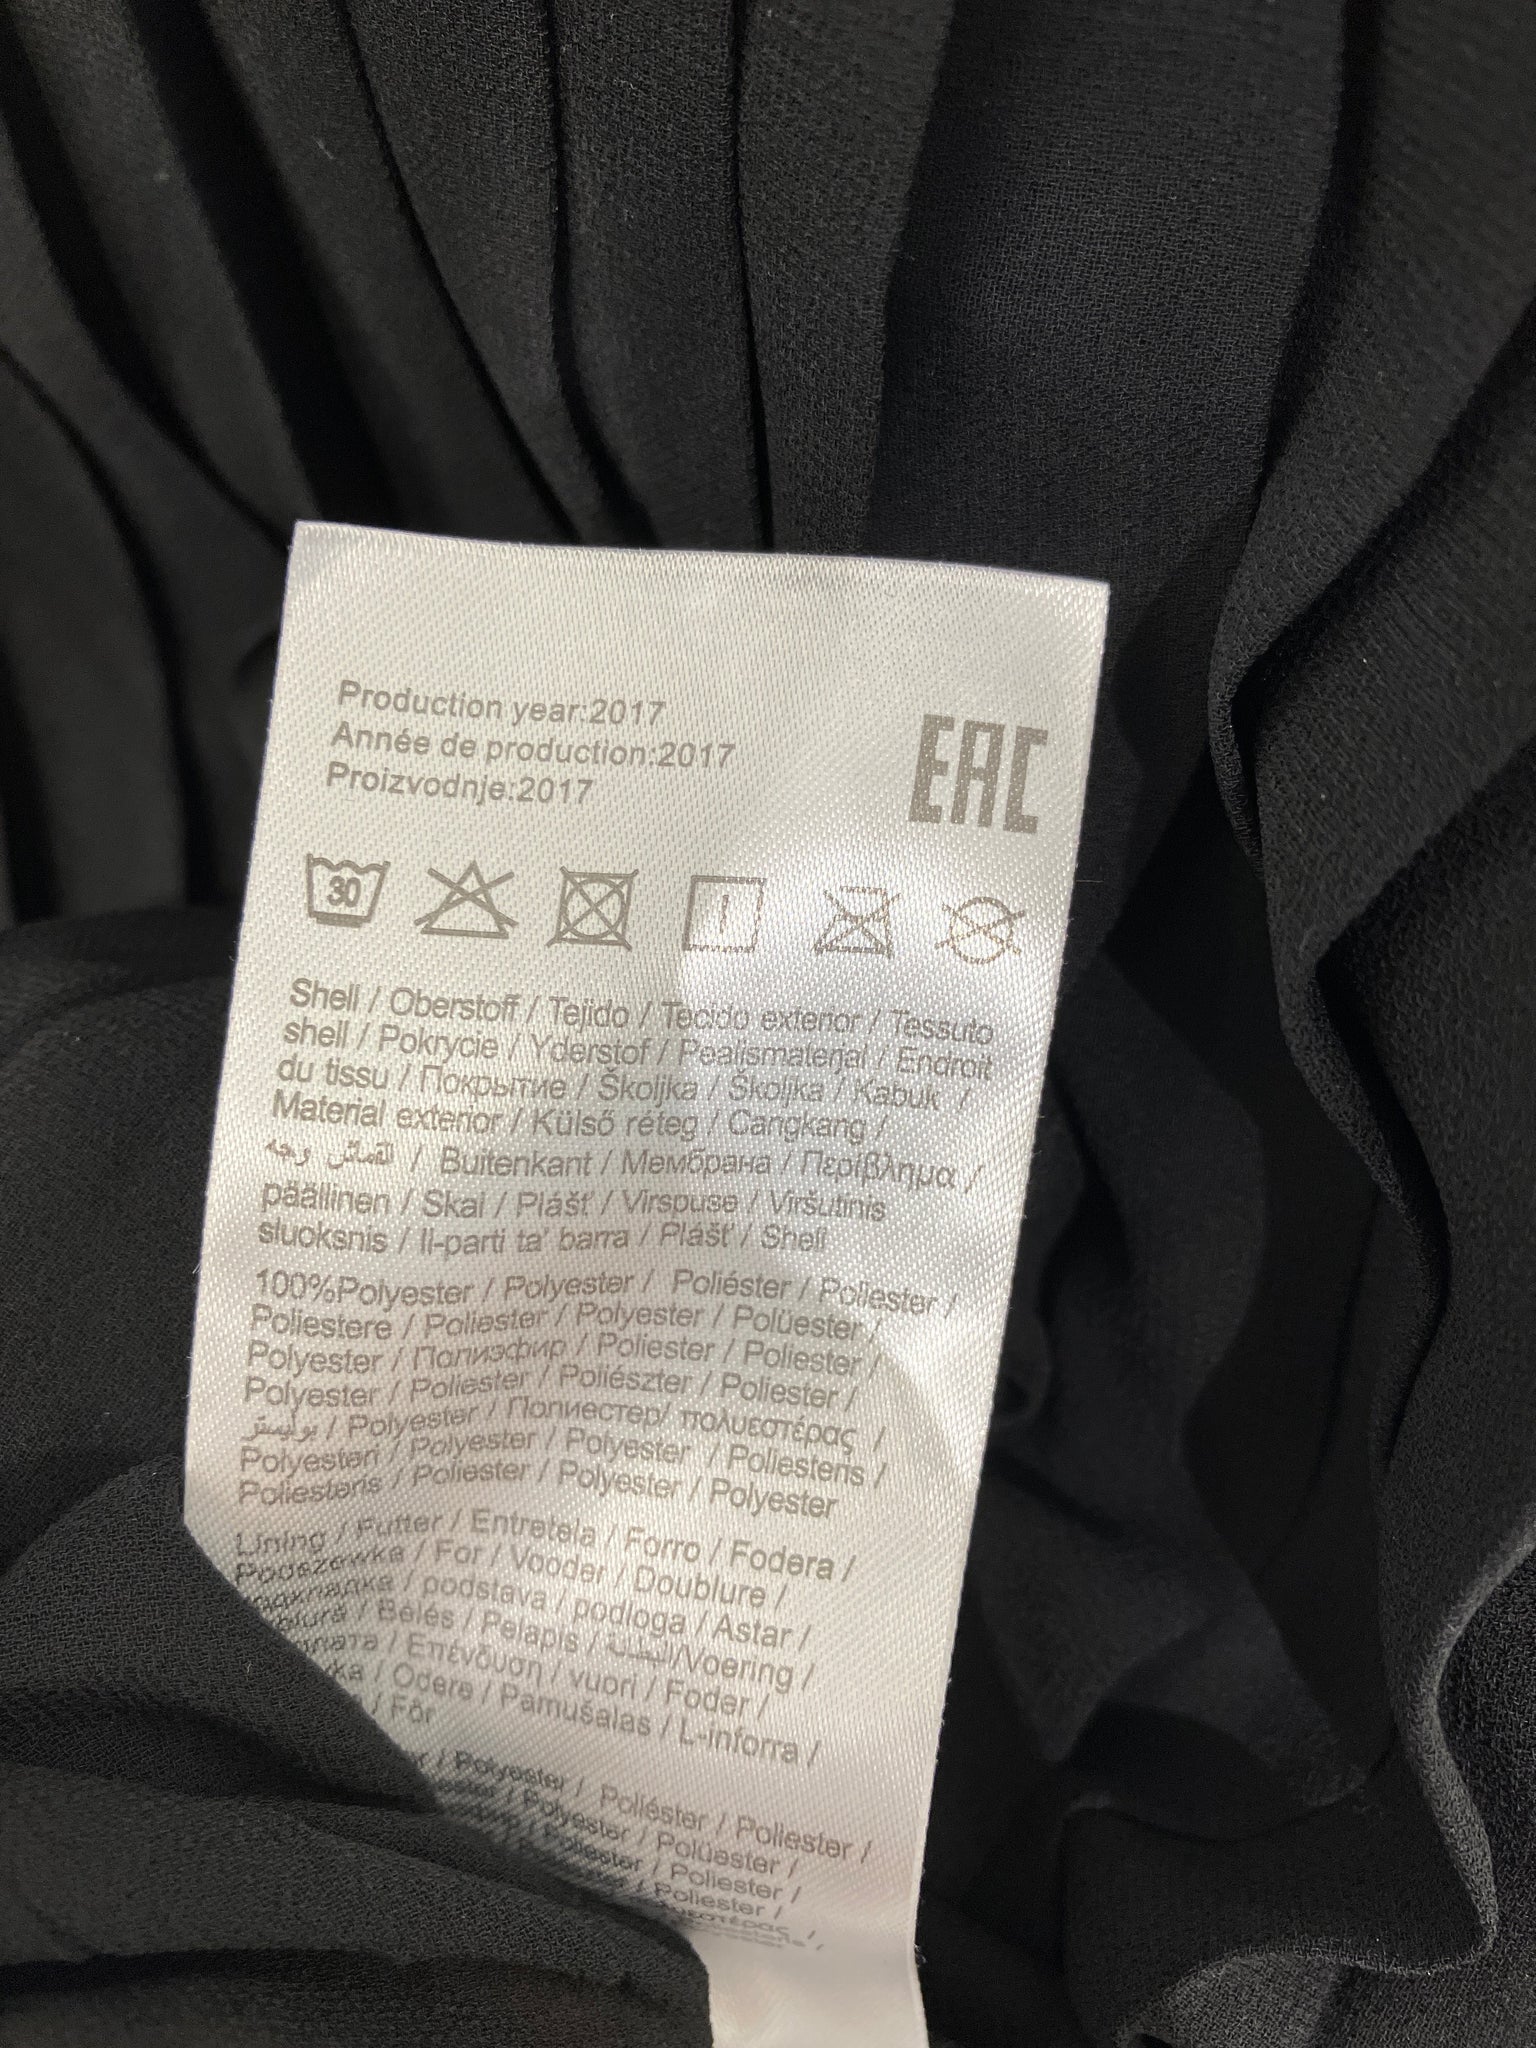 Production year:2017
Année de production:2017
Proizvodnje:2017
EAC
30
Shell / Oberstoff / Tejido / Tecido exterior / Tessuto
shell / Pokrycie / Yderstof / Pealismaterjal / Endroit
du tissu / Покрытие / Školjka / Školjka / Kabuk /
Material exterior / Külső réteg / Cangkang /
القماش وجه / Buitenkant / Мембрана / Περίβλημα /
päällinen / Skal / Plášť / Virspuse / Viršutinis
sluoksnis / Il-parti ta' barra / Plášť / Shell
100%Polyester / Polyester / Poliéster / Poliester /
Poliestere / Poliester / Polyester / Polüester /
Polyester / Полиэфир / Poliester / Poliester /
Polyester / Poliester / Poliészter / Poliester /
بوليستر / Polyester / Полиестер/ πολυεστέρας /
Polyesteri / Polyester / Polyester / Poliesteris /
Poliesteris / Poliester / Polyester / Polyester
Lining / Futter / Entretela / Forro / Fodera /
Podszewka / For / Vooder / Doublure /
/ podstava / podloga / Astar /
/ Bélés / Pelapis / البطانة/Voering /
/ Επένδυση / vuori / Foder /
/ Odere / Pamušalas / L-inforra /
/ Fôr
/ Polyester / Poliéster / Poliester /
/ Polyester / Polüester /
/ Poliester / Poliester /
/ Poliester /